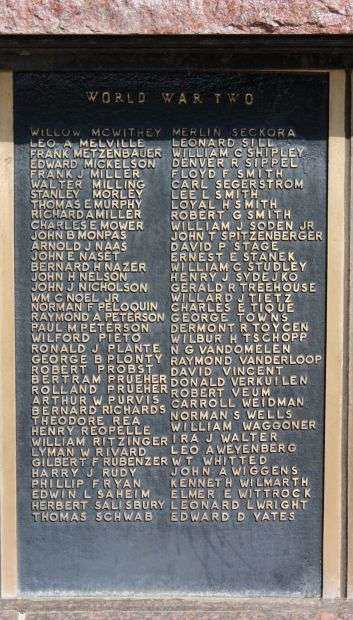 WORLD WAR TWO
WILLOW MCWITHEY
LEO A MELVILLE
FRANK METZENBAUER
EDWARD MICKELSON
FRANK J MILLER
WALTER MILLING
STANLEY MORLEY
THOMAS E MURPHY
RICHARD A MILLER
CHARLES E MOWER
JOHN B MONPAS
ARNOLD J NAAS
JOHN E NASET
BERNARD H NAZER
JOHN H NELSON
JOHN J NICHOLSON
WM C NOEL JR
NORMAN F PELOQUIN
RAYMOND A PETERSON
PAUL M PETERSON
WILFORD PIETO
RONALD J PLANTE
GEORGE B PLONTY
ROBERT PROBST
BERTRAM PRUEHER
ROLLAND PRUEHER
ARTHUR W PURVIS
BERNARD RICHARDS
THEODORE REA
HENRY REOPELLE
WILLIAM RITZINGER
LYMAN W RIVARD
GILBERT F RUBENZER
HARRY J RUDY
PHILLIP F RYAN
EDWIN L SAHEIM
HERBERT SALISBURY
THOMAS SCHWAB
MERLIN SECKORA
LEONARD SILL
WILLIAM C SHIPLEY
DENVER R SIPPEL
FLOYD F SMITH
CARL SEGERSTROM
LEE L SMITH
LOYAL H SMITH
ROBERT G SMITH
WILLIAM J SODEN JR
JOHN T SPITZENBERGER
DAVID P STAGE
ERNEST E STANEK
WILLIAM C STUDLEY
HENRY J SYDEJKO
GERALD R TREEHOUSE
WILLARD J TIETZ
CHARLES E TIQUE
GEORGE TOWNS
DERMONT R TOYCEN
WILBUR H TSCHOPP
N G VANDOMELEN
RAYMOND VANDERLOOP
DAVID VINCENT
DONALD VERKUILEN
ROBERT VEUM
CARROLL WEIDMAN
NORMAN S WELLS
WILLIAM WAGGONER
IRA J WALTER
LEO A WEYENBERG
W T WHITTED
JOHN A WIGGENS
KENNETH WILMARTH
ELMER E WITTROCK
LEONARD L WRIGHT
EDWARD D YATES